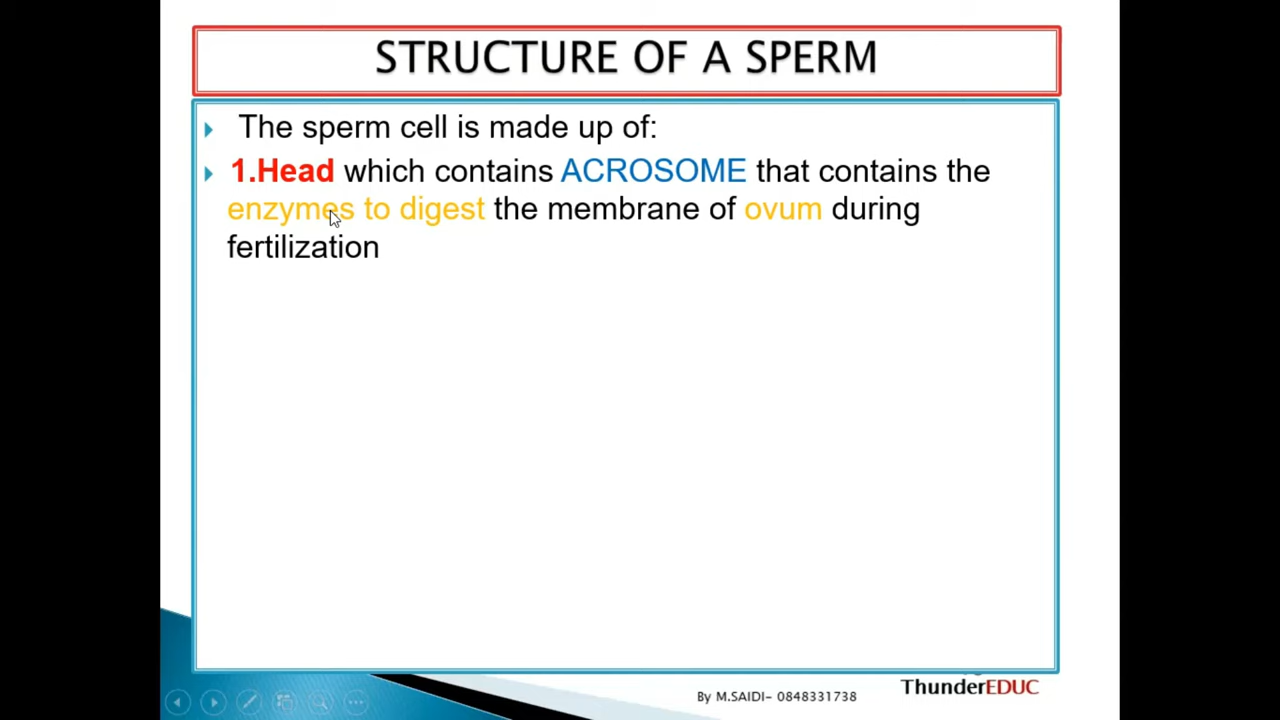 STRUCTURE OF A SPERM
The sperm cell is made up of:
1.Head which contains ACROSOME that contains the
enzymes to digest the membrane of ovum during
fertilization
By M.SAIDI- 0848331738
ThunderEDUC